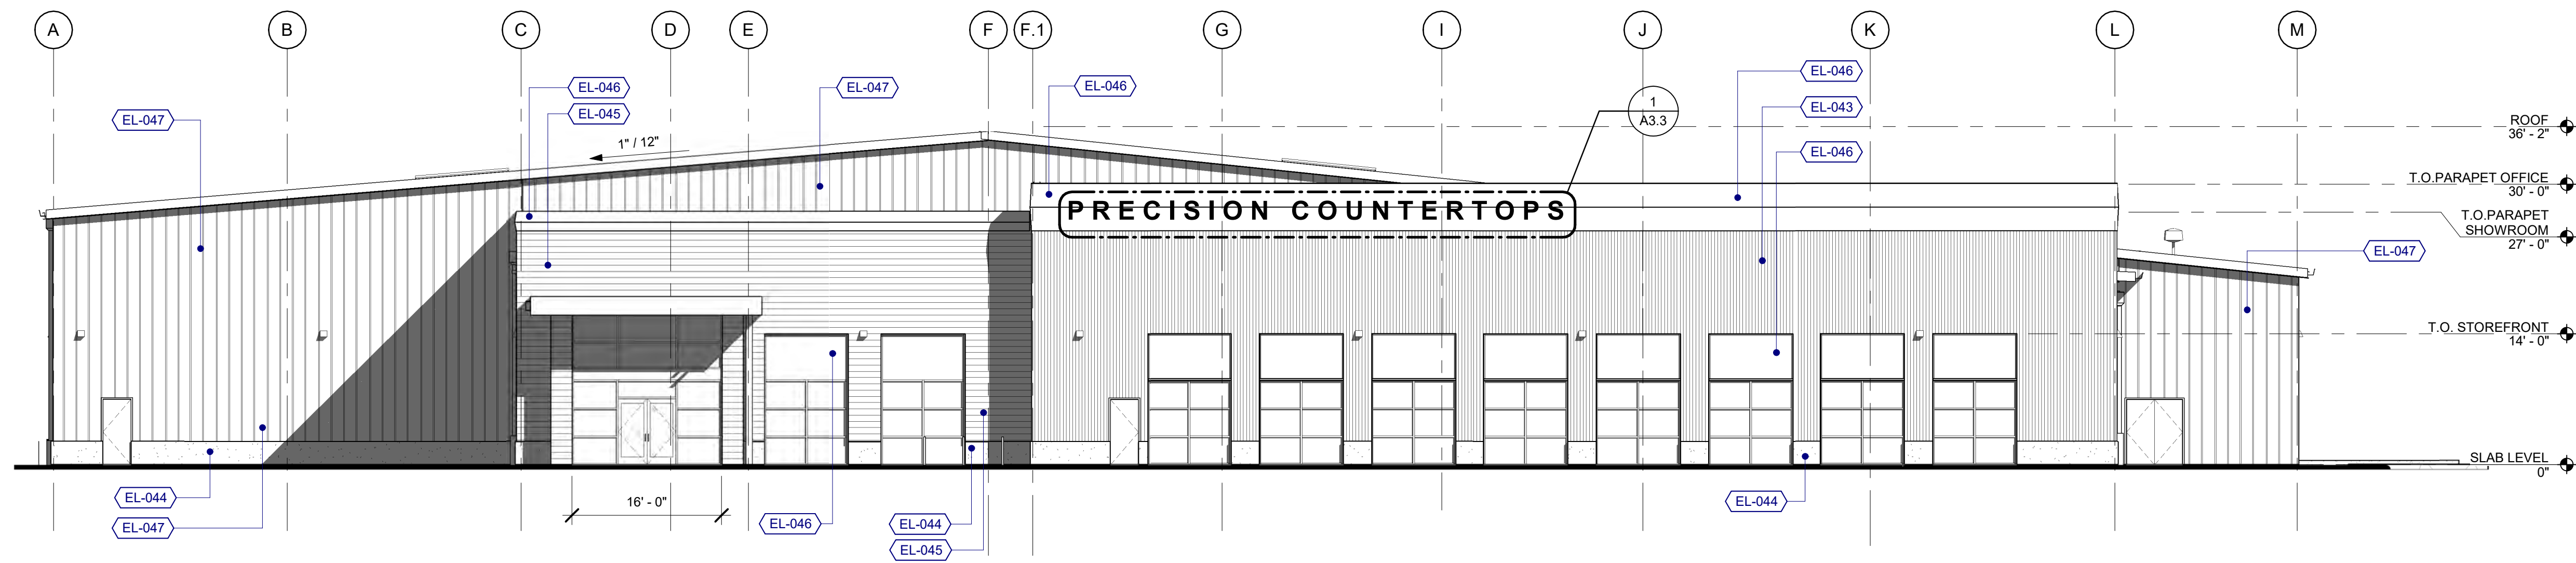 A B C D E F F.1 G I J K L M
EL-046
EL-047
EL-046
EL-046
EL-045
EL-047
EL-043
1
A3.3
ROOF
36' - 2"
1" / 12"
EL-046
T.O.PARAPET OFFICE
30' - 0"
PRECISION COUNTERTOPS
T.O.PARAPET
SHOWROOM
27' - 0"
EL-047
T.O. STOREFRONT
14' - 0"
SLAB LEVEL
0"
EL-044
EL-047
16' - 0"
EL-046
EL-044
EL-045
EL-044